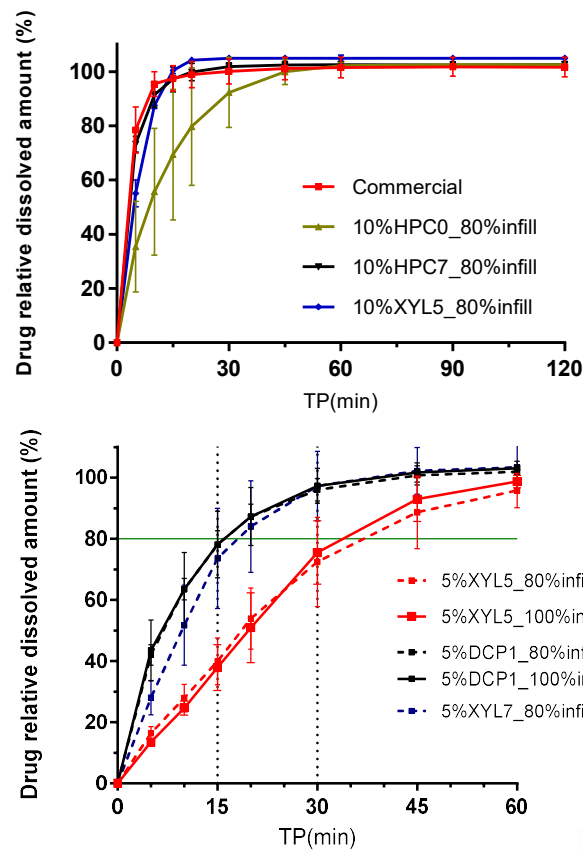 Drug relative dissolved amount (%)
100
80
60
40
20
0
Commercial
10%HPC0_80%infill
10%HPC7_80%infill
10%XYL5_80%infill
0 30 60 90 120
TP(min)
Drug relative dissolved amount (%)
100
80
60
40
20
0
5%XYL5_80%infi
5%XYL5_100%i
5%DCP1_80%inf
5%DCP1_100%i
5%XYL7_80%infi
0 15 30 45 60
TP(min)